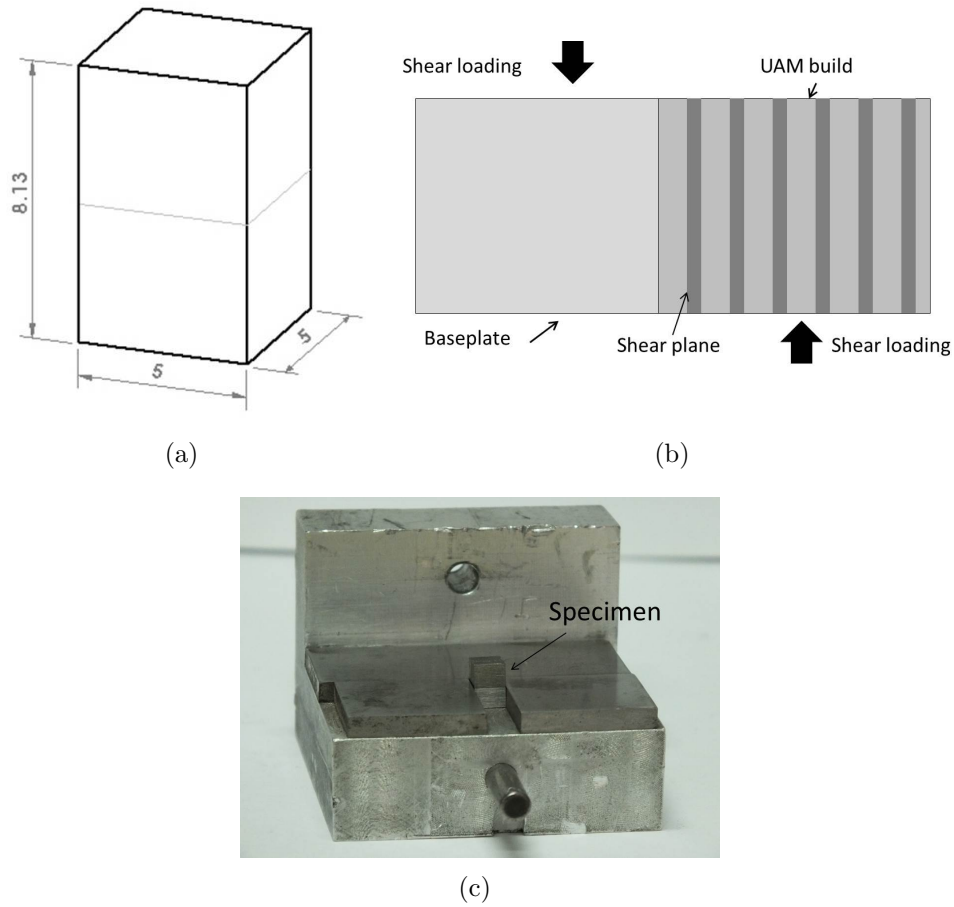 8.13
5
5
(a)
Shear loading
UAM build
Baseplate
Shear plane
Shear loading
(b)
Specimen
(c)